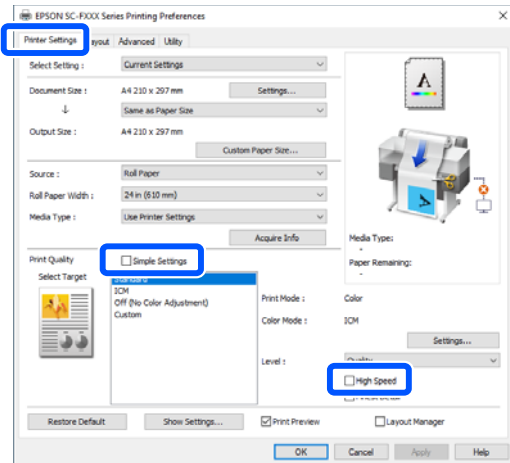 EPSON SC-FXXX Series Printing Preferences
Printer Settings ayout Advanced Utility
Select Setting : Current Settings
Document Size : A4 210 x 297 mm Settings...
Same as Paper Size
Output Size : A4 210 x 297 mm
Custom Paper Size...
Source : Roll Paper
Roll Paper Width : 24 in (610 mm)
Media Type : Use Printer Settings
Acquire Info
Media Type:
-
Paper Remaining:
-
Print Quality Simple Settings
Select Target
Standard
ICM
Off (No Color Adjustment)
Custom
Print Mode : Color
Color Mode : ICM
Settings...
Level : Quality
High Speed
Restore Default Show Settings... Print Preview Layout Manager
OK Cancel Apply Help